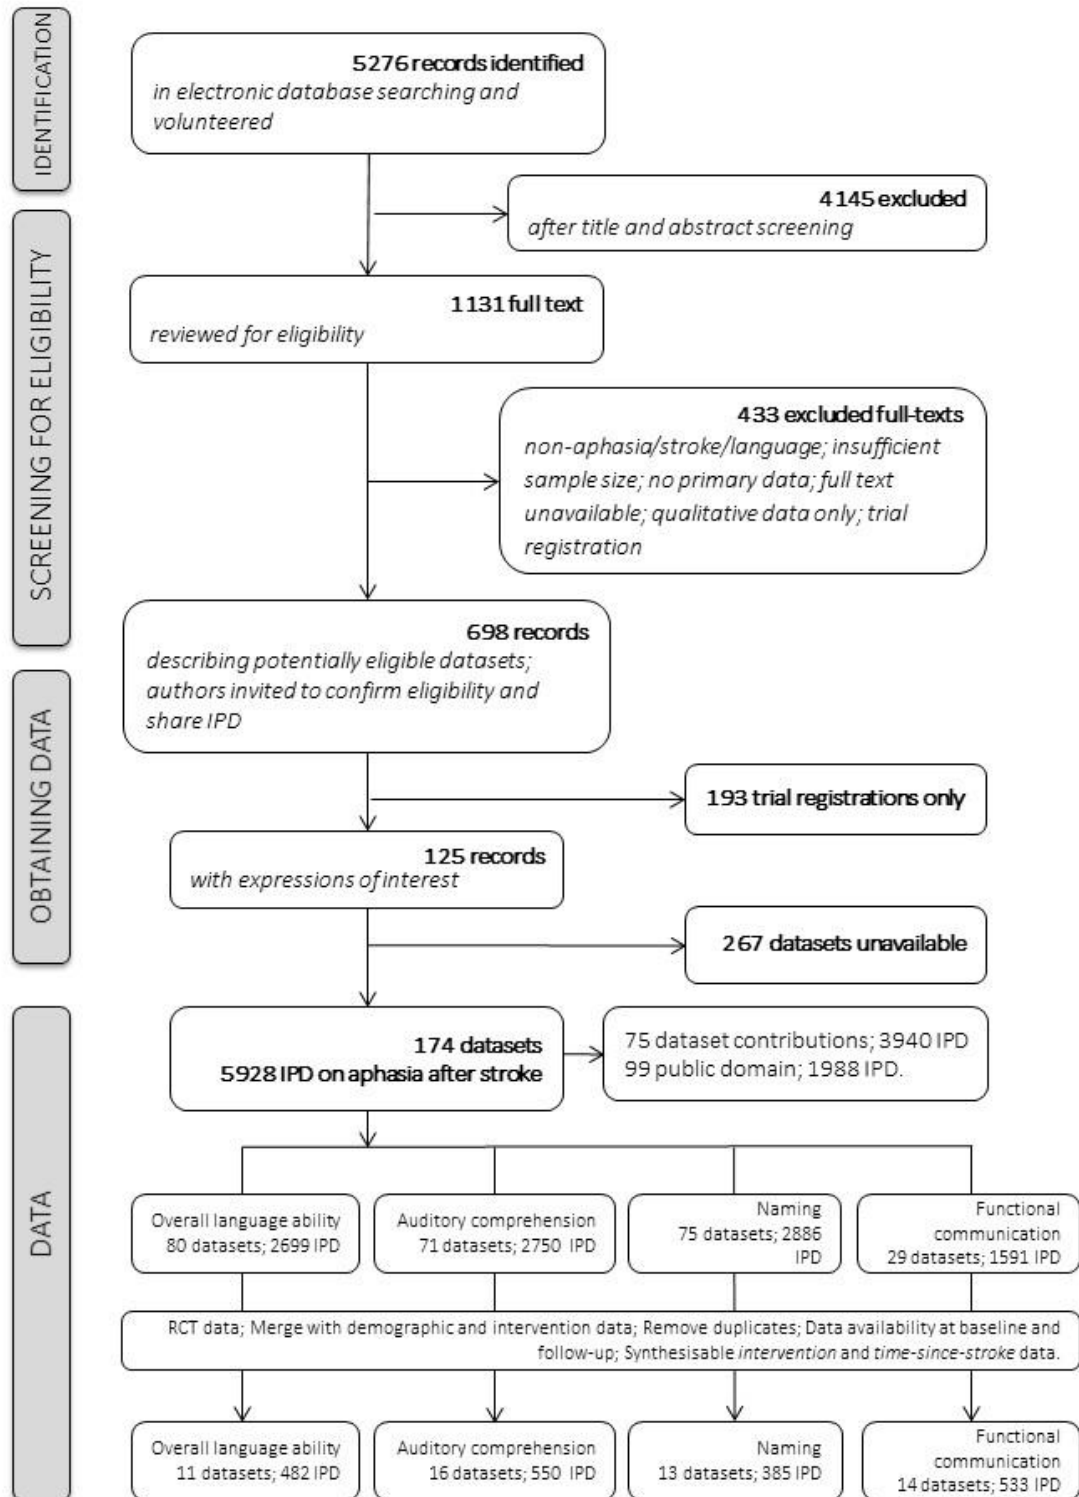 IDENTIFICATION
5276 records identified
in electronic database searching and
volunteered
4145 excluded
after title and abstract screening
SCREENING FOR ELIGIBILITY
1131 full text
reviewed for eligibility
433 excluded full-texts
non-aphasia/stroke/language; insufficient
sample size; no primary data; full text
unavailable; qualitative data only; trial
registration
698 records
describing potentially eligible datasets;
authors invited to confirm eligibility and
share IPD
OBTAINING DATA
193 trial registrations only
125 records
with expressions of interest
267 datasets unavailable
DATA
174 datasets
5928 IPD on aphasia after stroke
75 dataset contributions; 3940 IPD
99 public domain; 1988 IPD.
Overall language ability
80 datasets; 2699 IPD
Auditory comprehension
71 datasets; 2750 IPD
Naming
75 datasets; 2886
IPD
Functional
communication
29 datasets; 1591 IPD
RCT data; Merge with demographic and intervention data; Remove duplicates; Data availability at baseline and
follow-up; Synthesisable intervention and time-since-stroke data.
Overall language ability
11 datasets; 482 IPD
Auditory comprehension
16 datasets; 550 IPD
Naming
13 datasets; 385 IPD
Functional
communication
14 datasets; 533 IPD